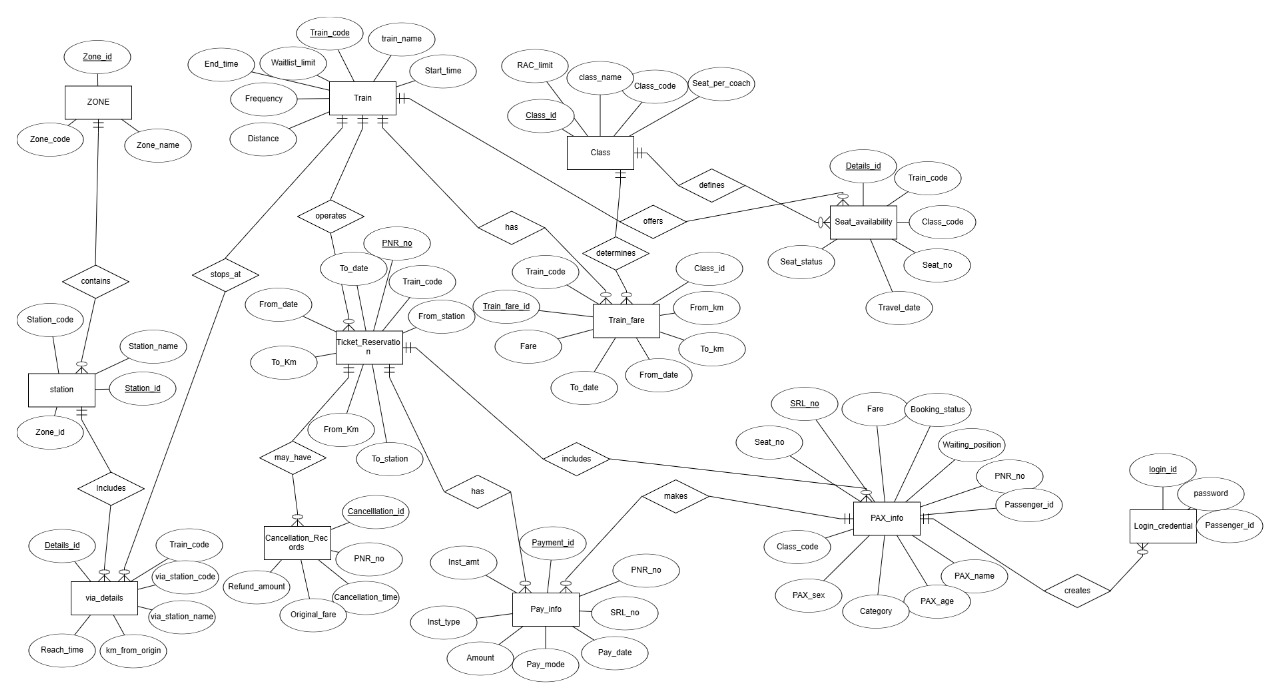 Train_code
train_name
Zone_id
End_time
Waitlist_limit
Start_time
RAC_limit
class_name
Class_code
Seat_per_coach
ZONE
Train
Frequency
Class_id
Zone_code
Zone_name
Distance
Class
Details_id
Train_code
defines
operates
has
offers
Seat_availability
Class_code
PNR_no
contains
stops_at
To_date
Train_code
determines
Train_code
Class_id
Seat_status
Seat_no
From_date
From_station
Train_fare_id
From_km
Travel_date
Station_code
Train_fare
Station_name
Ticket_Reservatio
n
Fare
To_km
To_Km
station
Station_id
To_date
From_date
Zone_id
From_Km
To_station
SRL_no
Fare
Booking_status
Seat_no
Waiting_position
may_have
includes
PNR_no
login_id
Includes
has
makes
Passenger_id
password
Cancelllation_id
PAX_info
Login_credential
Passenger_id
Details_id
Train_code
Cancellation_Rec
ords
Payment_id
Class_code
PNR_no
Inst_amt
PNR_no
via_station_code
Refund_amount
Cancellation_time
PAX_name
PAX_sex
PAX_age
creates
via_details
via_station_name
Original_fare
Inst_type
Pay_info
SRL_no
Category
Reach_time
km_from_origin
Amount
Pay_mode
Pay_date